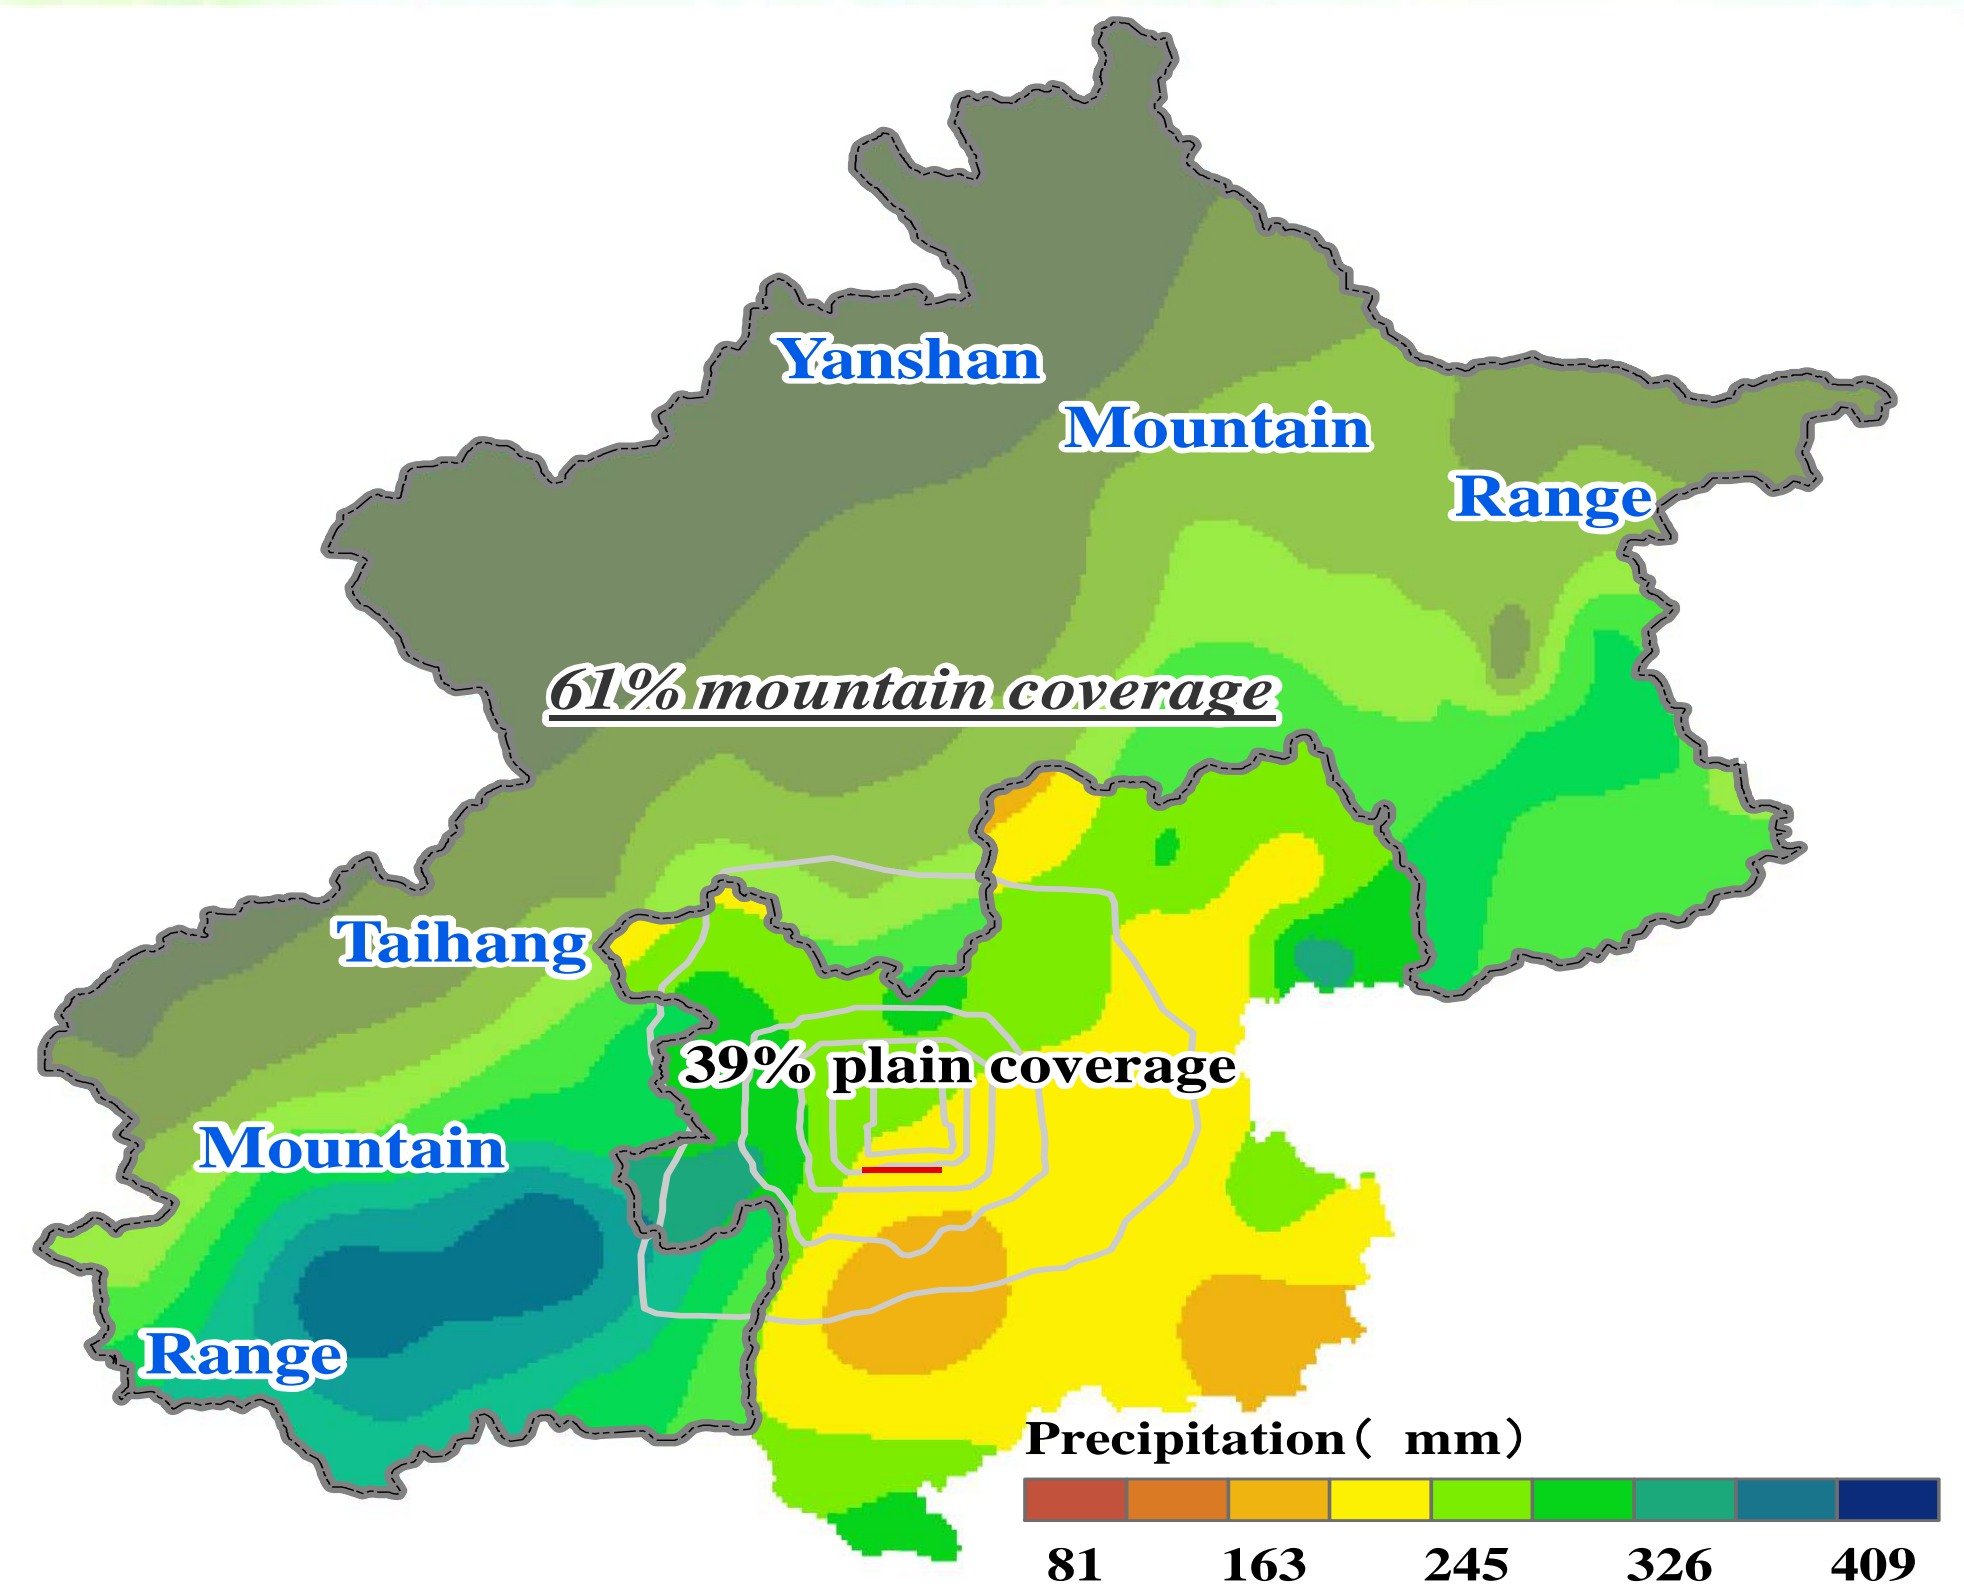 Yanshan
Mountain
Range
61% mountain coverage
Taihang
39% plain coverage
Mountain
Range
Precipitation( mm)
81 163 245 326 409